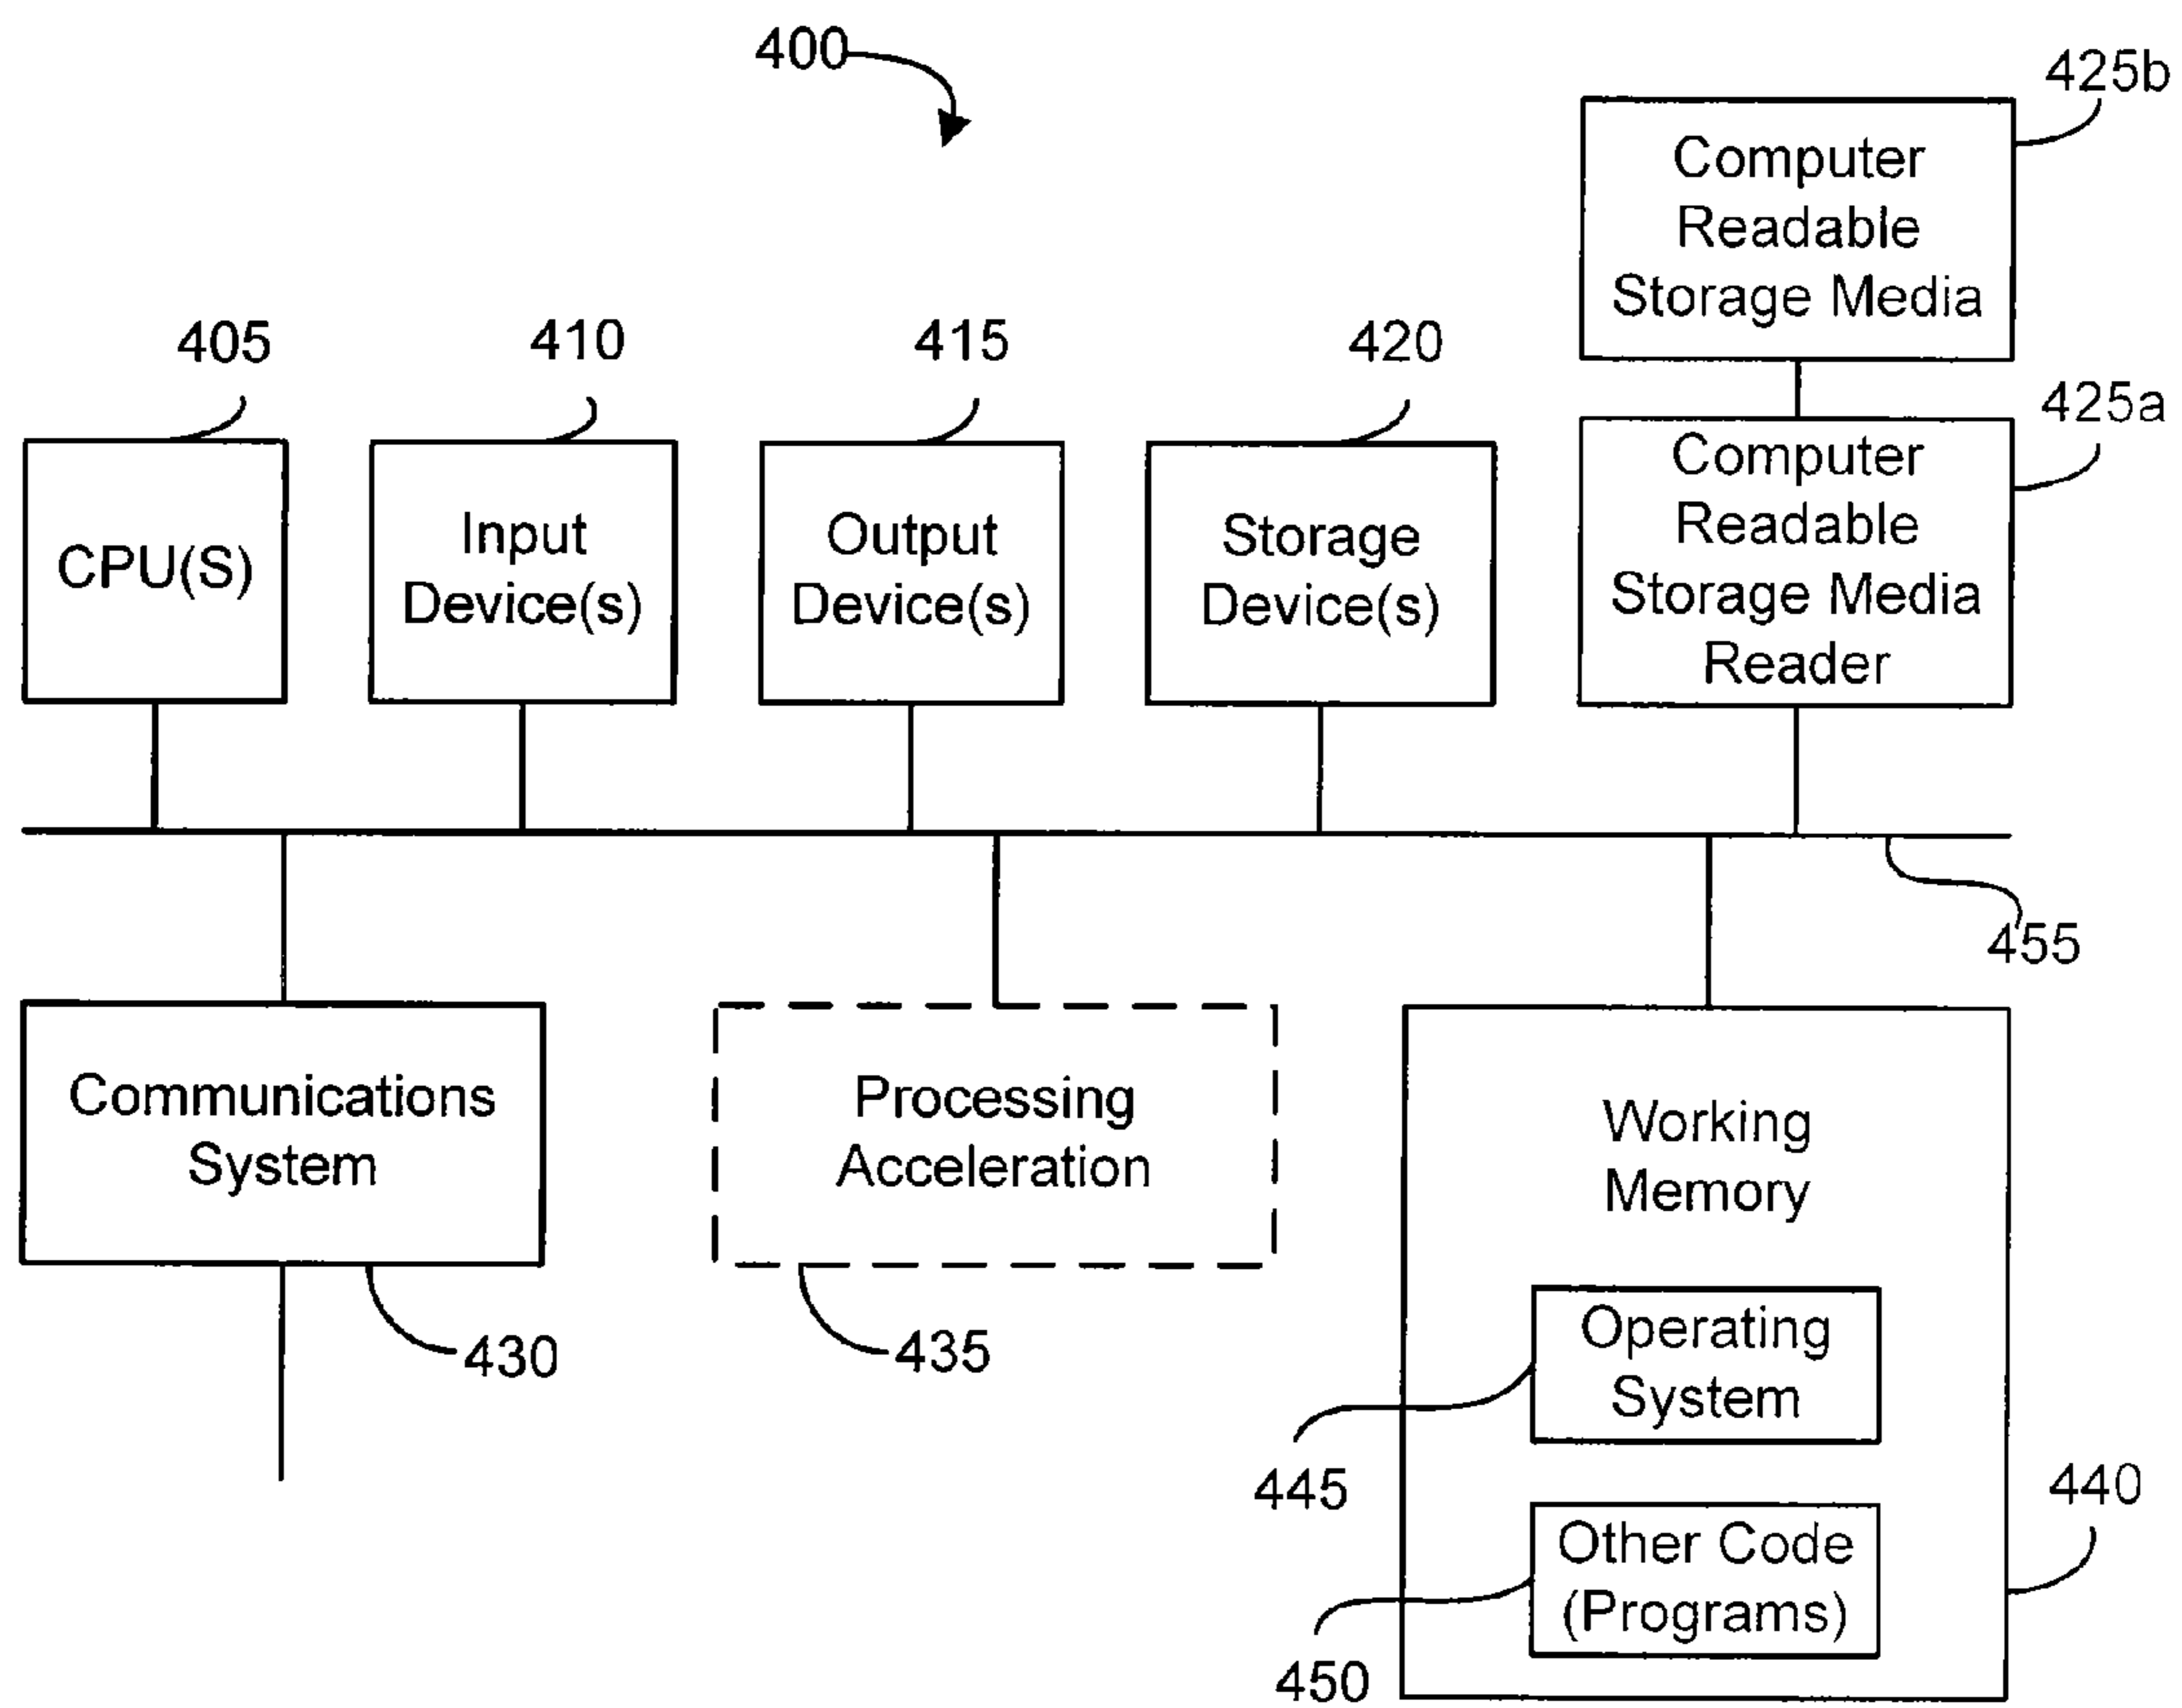 400
425b
Computer
Readable
Storage Media
405
410
415
420
425a
CPU(S)
Input
Device(s)
Output
Device(s)
Storage
Device(s)
Computer
Readable
Storage Media
Reader
455
Communications
System
430
Processing
Acceleration
435
Working
Memory
Operating
System
445
440
Other Code
(Programs)
450